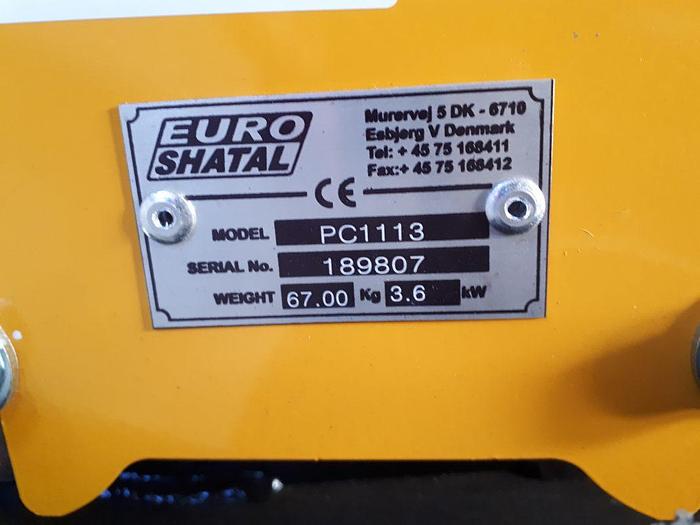 EURO
SHATAL
Murervej 5 DK - 6710
Esbjerg V Denmark
Tel: + 45 75 168411
Fax:+ 45 75 168412
CE
MODEL PC1113
SERIAL No. 189807
WEIGHT 67.00 Kg 3.6 kW